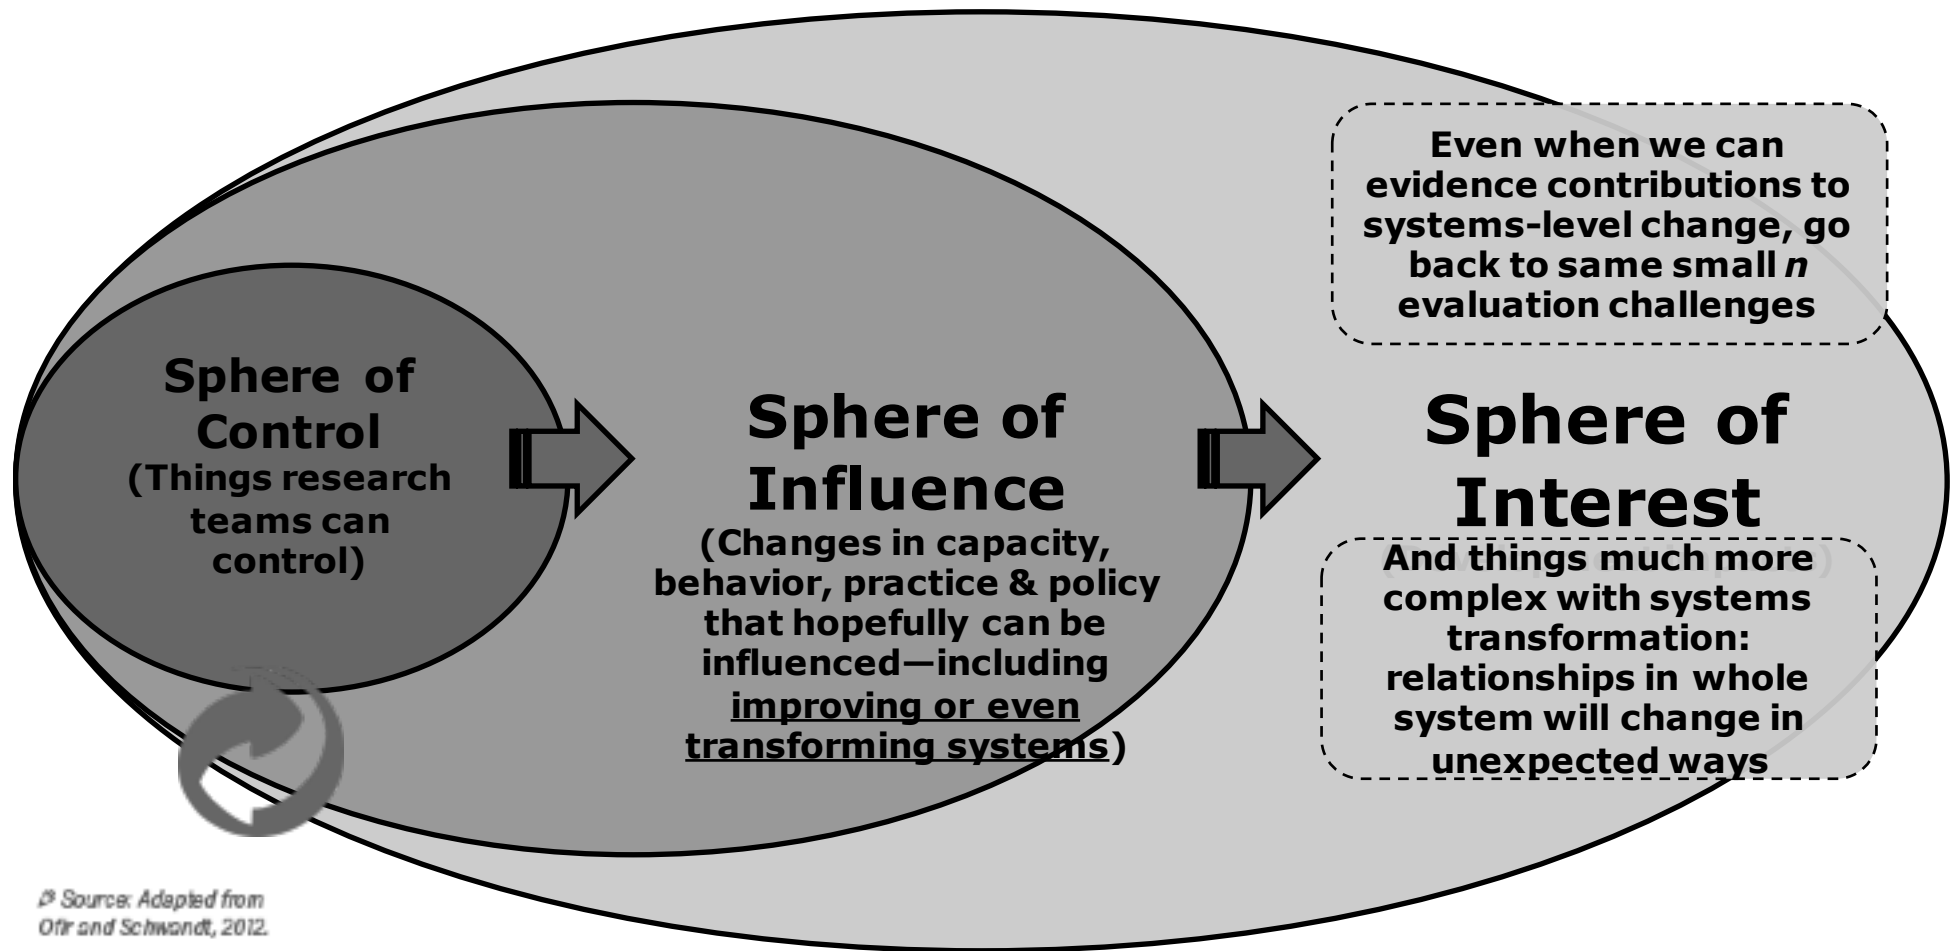 Sphere of
Control
(Things research
teams can
control)
Sphere of
Influence
(Changes in capacity,
behavior, practice & policy
that hopefully can be
influenced—including
improving or even
transforming systems)
Even when we can
evidence contributions to
systems-level change, go
back to same small n
evaluation challenges
Sphere of
Interest
And things much more
complex with systems
transformation:
relationships in whole
system will change in
unexpected ways
Source: Adapted from
Ofir and Schwandt, 2012.